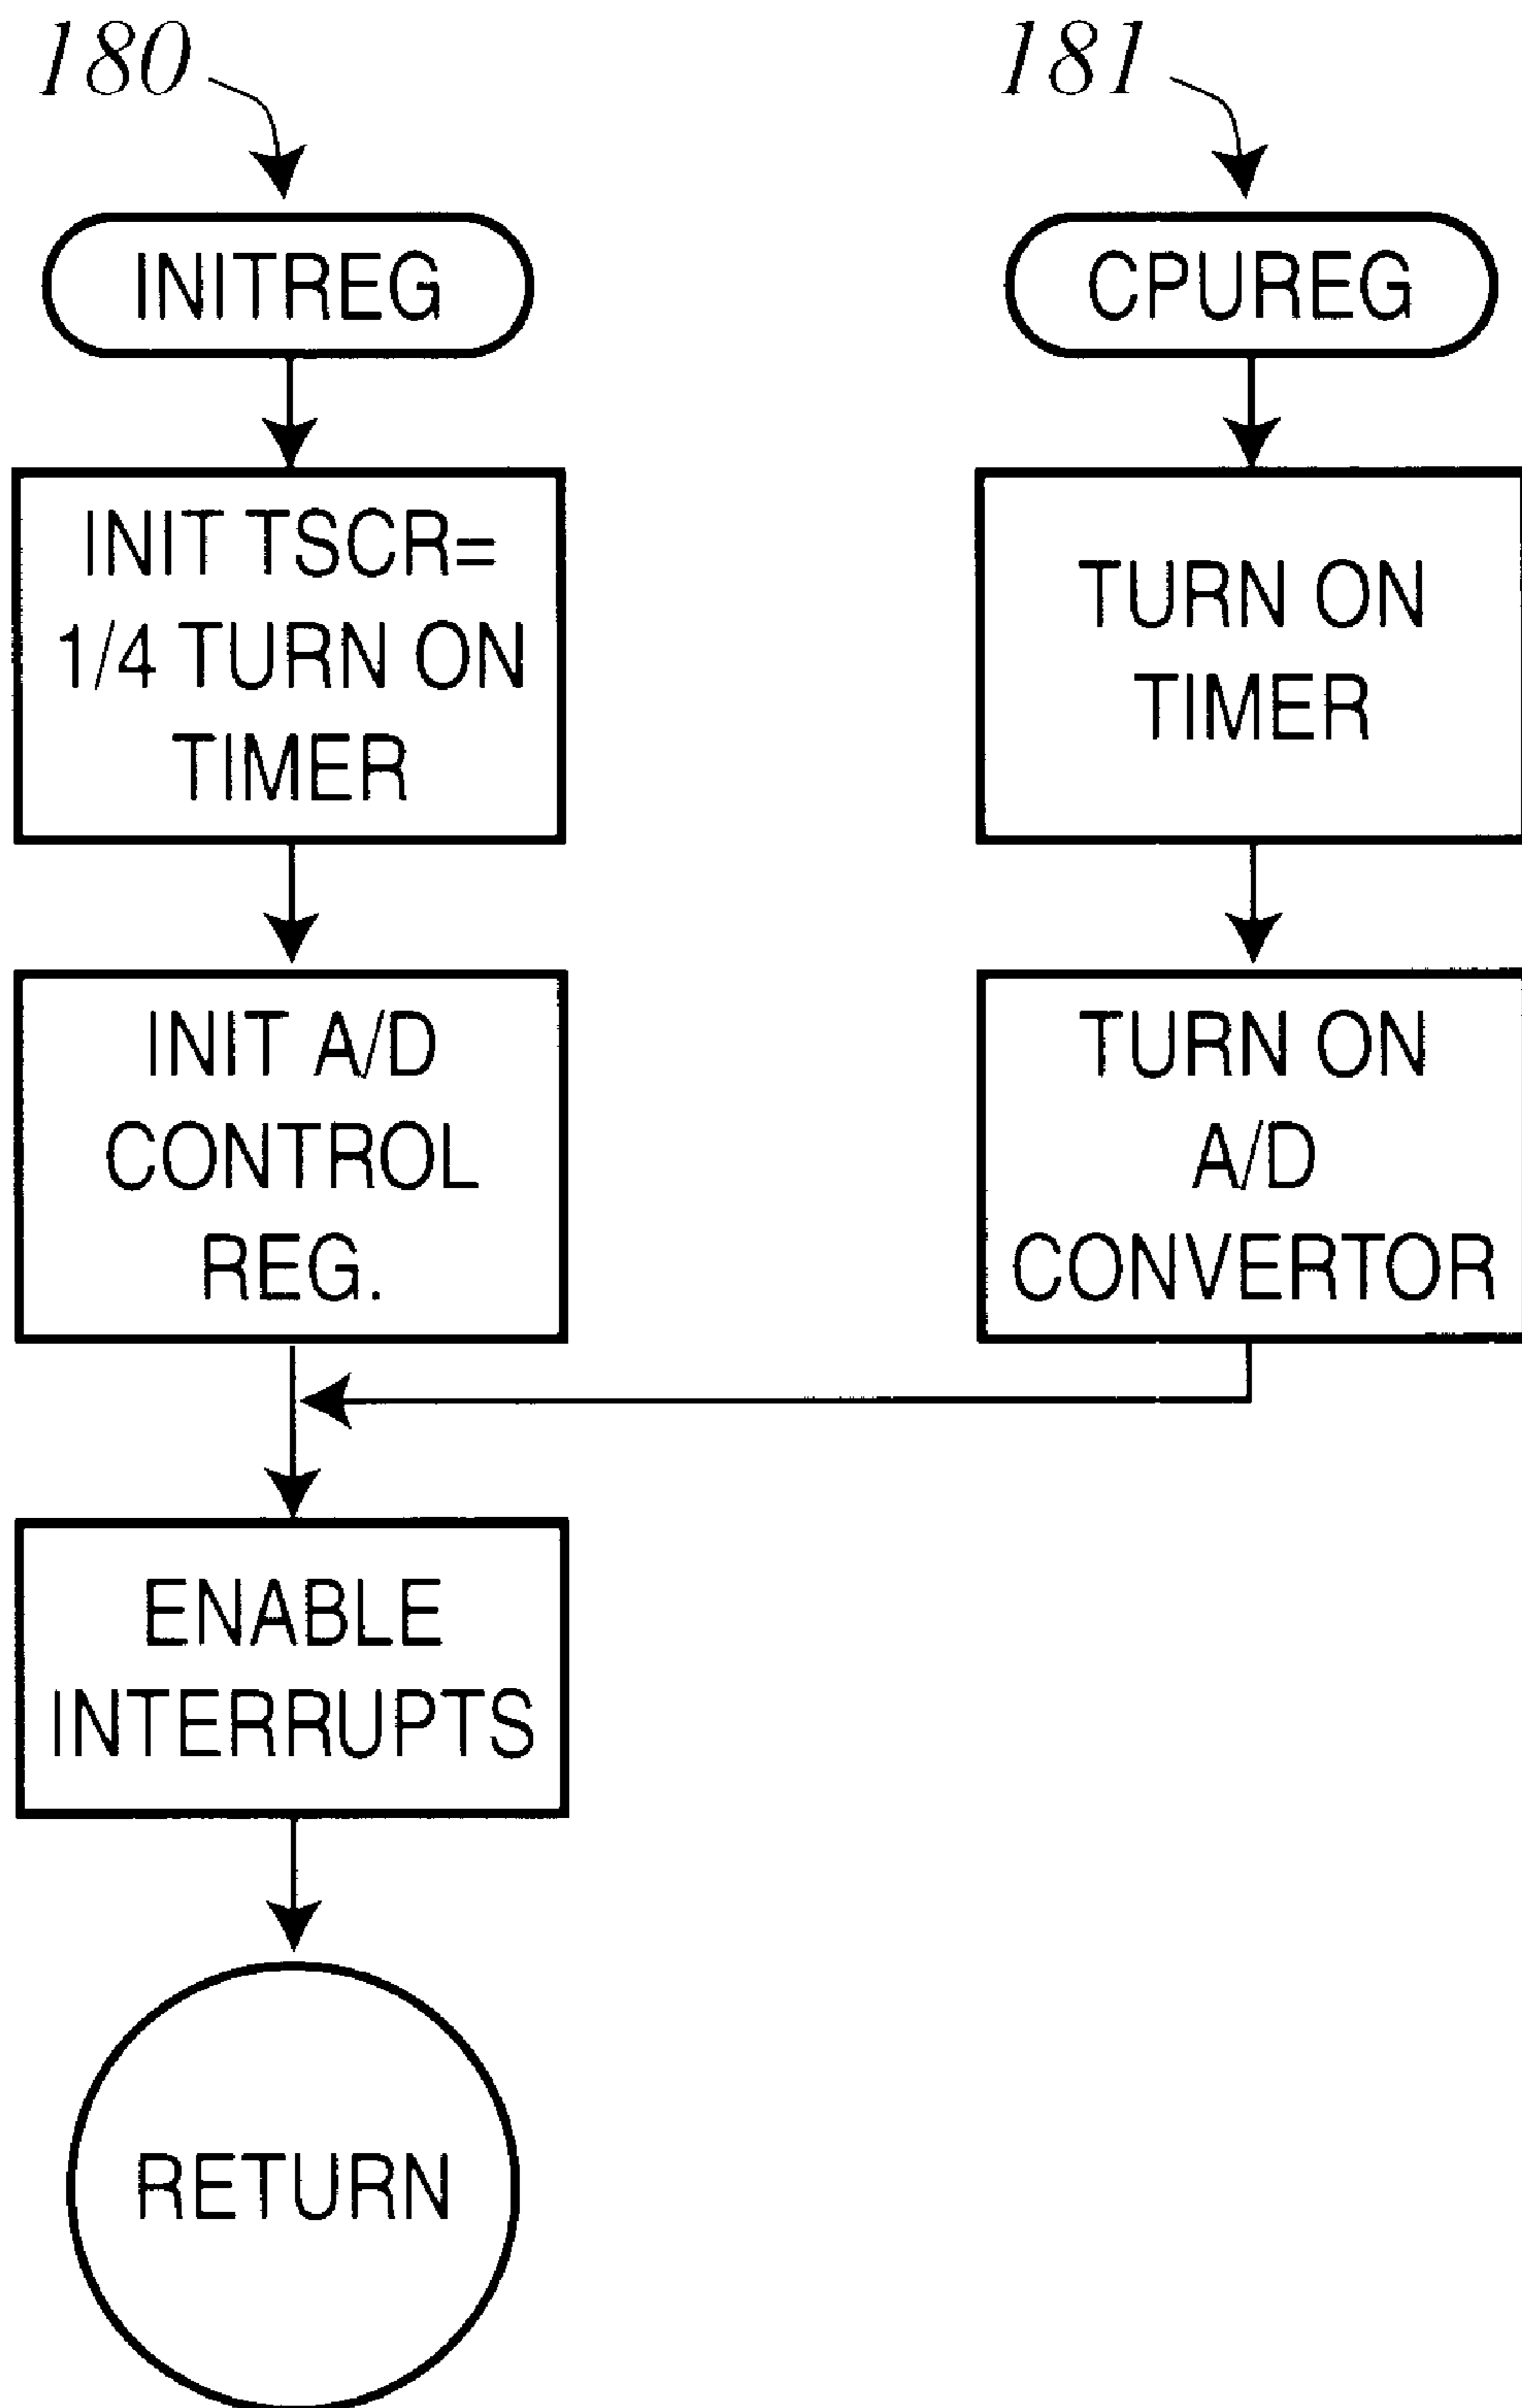 180
INITREG
INIT TSCR=
1/4 TURN ON
TIMER
INIT A/D
CONTROL
REG.
ENABLE
INTERRUPTS
RETURN
181
CPUREG
TURN ON
TIMER
TURN ON
A/D
CONVERTOR